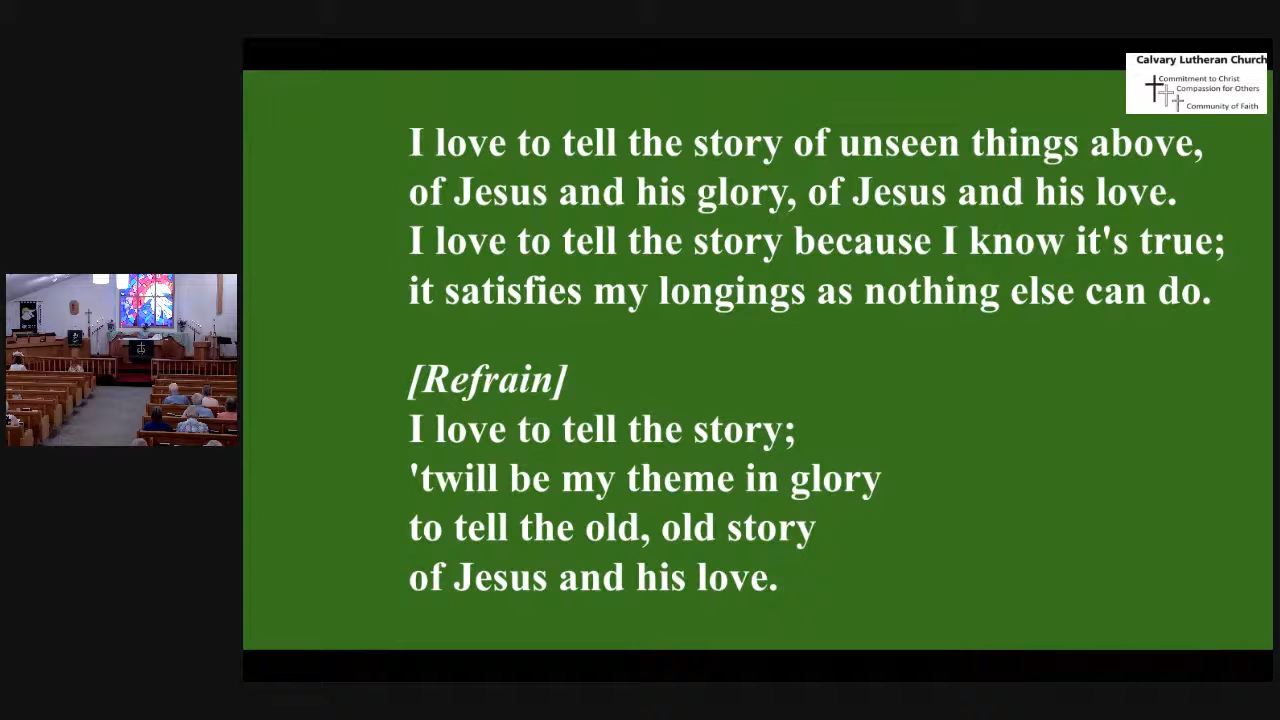 Calvary Lutheran Church
Commitment to Christ
Compassion for Others
Community of Faith
I love to tell the story of unseen things above,
of Jesus and his glory, of Jesus and his love.
I love to tell the story because I know it's true;
it satisfies my longings as nothing else can do.
[Refrain]
I love to tell the story;
'twill be my theme in glory
to tell the old, old story
of Jesus and his love.